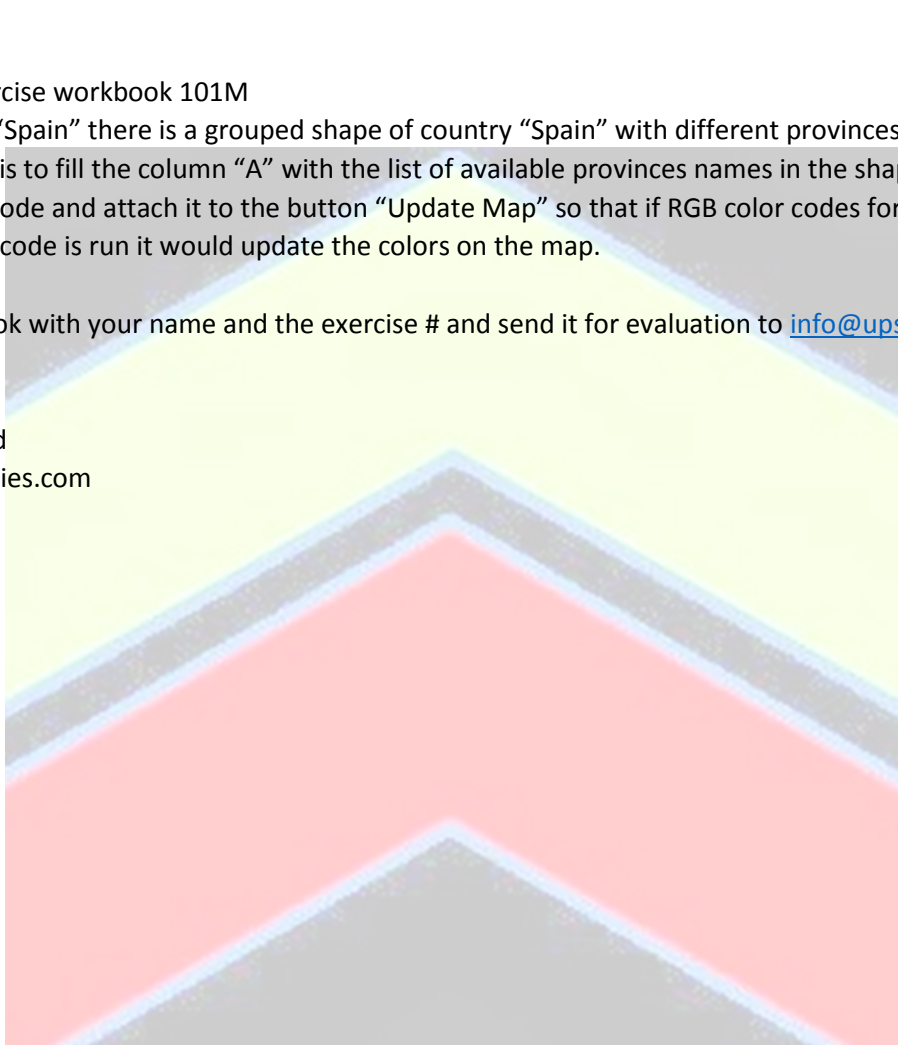 rcise workbook 101M
“Spain” there is a grouped shape of country “Spain” with different provinces
is to fill the column “A” with the list of available provinces names in the sha
ode and attach it to the button “Update Map” so that if RGB color codes for
code is run it would update the colors on the map.
ok with your name and the exercise # and send it for evaluation to info@ups
d
ies.com